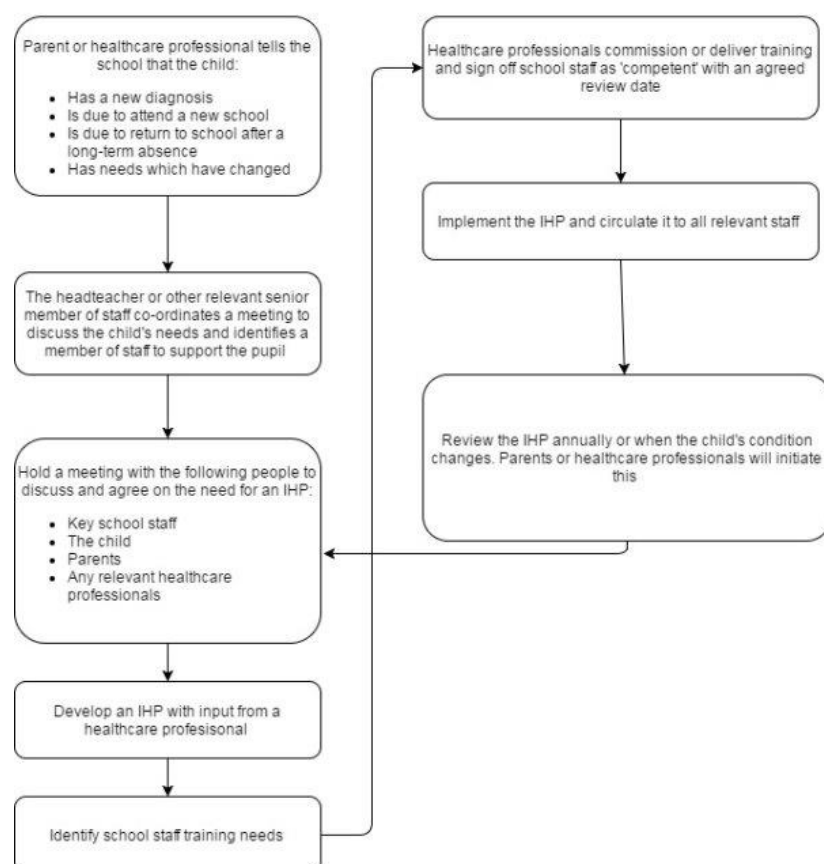 Parent or healthcare professional tells the
school that the child:
• Has a new diagnosis
• Is due to attend a new school
• Is due to return to school after a
long-term absence
• Has needs which have changed
The headteacher or other relevant senior
member of staff co-ordinates a meeting to
discuss the child's needs and identifies a
member of staff to support the pupil
Hold a meeting with the following people to
discuss and agree on the need for an IHP:
• Key school staff
• The child
• Parents
• Any relevant healthcare
professionals
Develop an IHP with input from a
healthcare profesisonal
Identify school staff training needs
Healthcare professionals commission or deliver training
and sign off school staff as 'competent' with an agreed
review date
Implement the IHP and circulate it to all relevant staff
Review the IHP annually or when the child's condition
changes. Parents or healthcare professionals will initiate
this